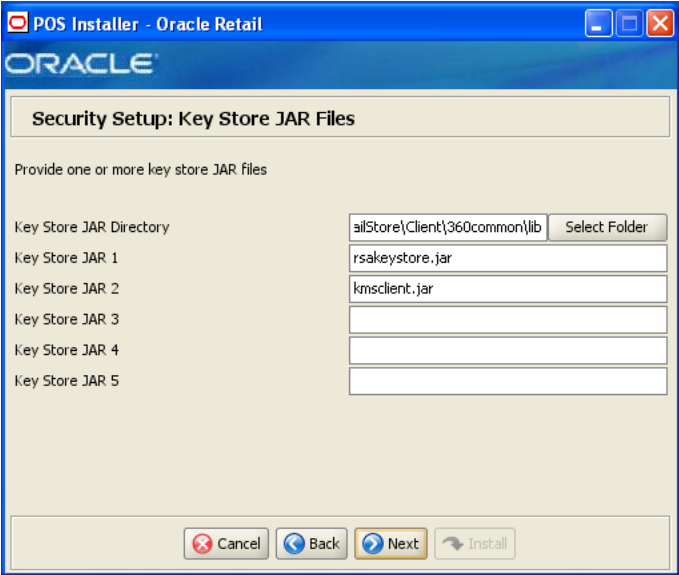 POS Installer - Oracle Retail
ORACLE
Security Setup: Key Store JAR Files
Provide one or more key store JAR files
Key Store JAR Directory ailStore\Client\360common\lib Select Folder
Key Store JAR 1 rsakeystore.jar
Key Store JAR 2 kmsclient.jar
Key Store JAR 3
Key Store JAR 4
Key Store JAR 5
Cancel Back Next Install